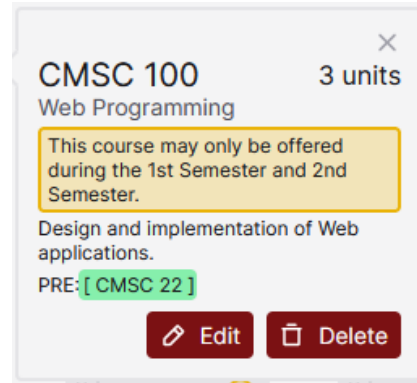 CMSC 100 3 units
Web Programming
This course may only be offered
during the 1st Semester and 2nd
Semester.
Design and implementation of Web
applications.
PRE:[ CMSC 22 ]
Edit Delete